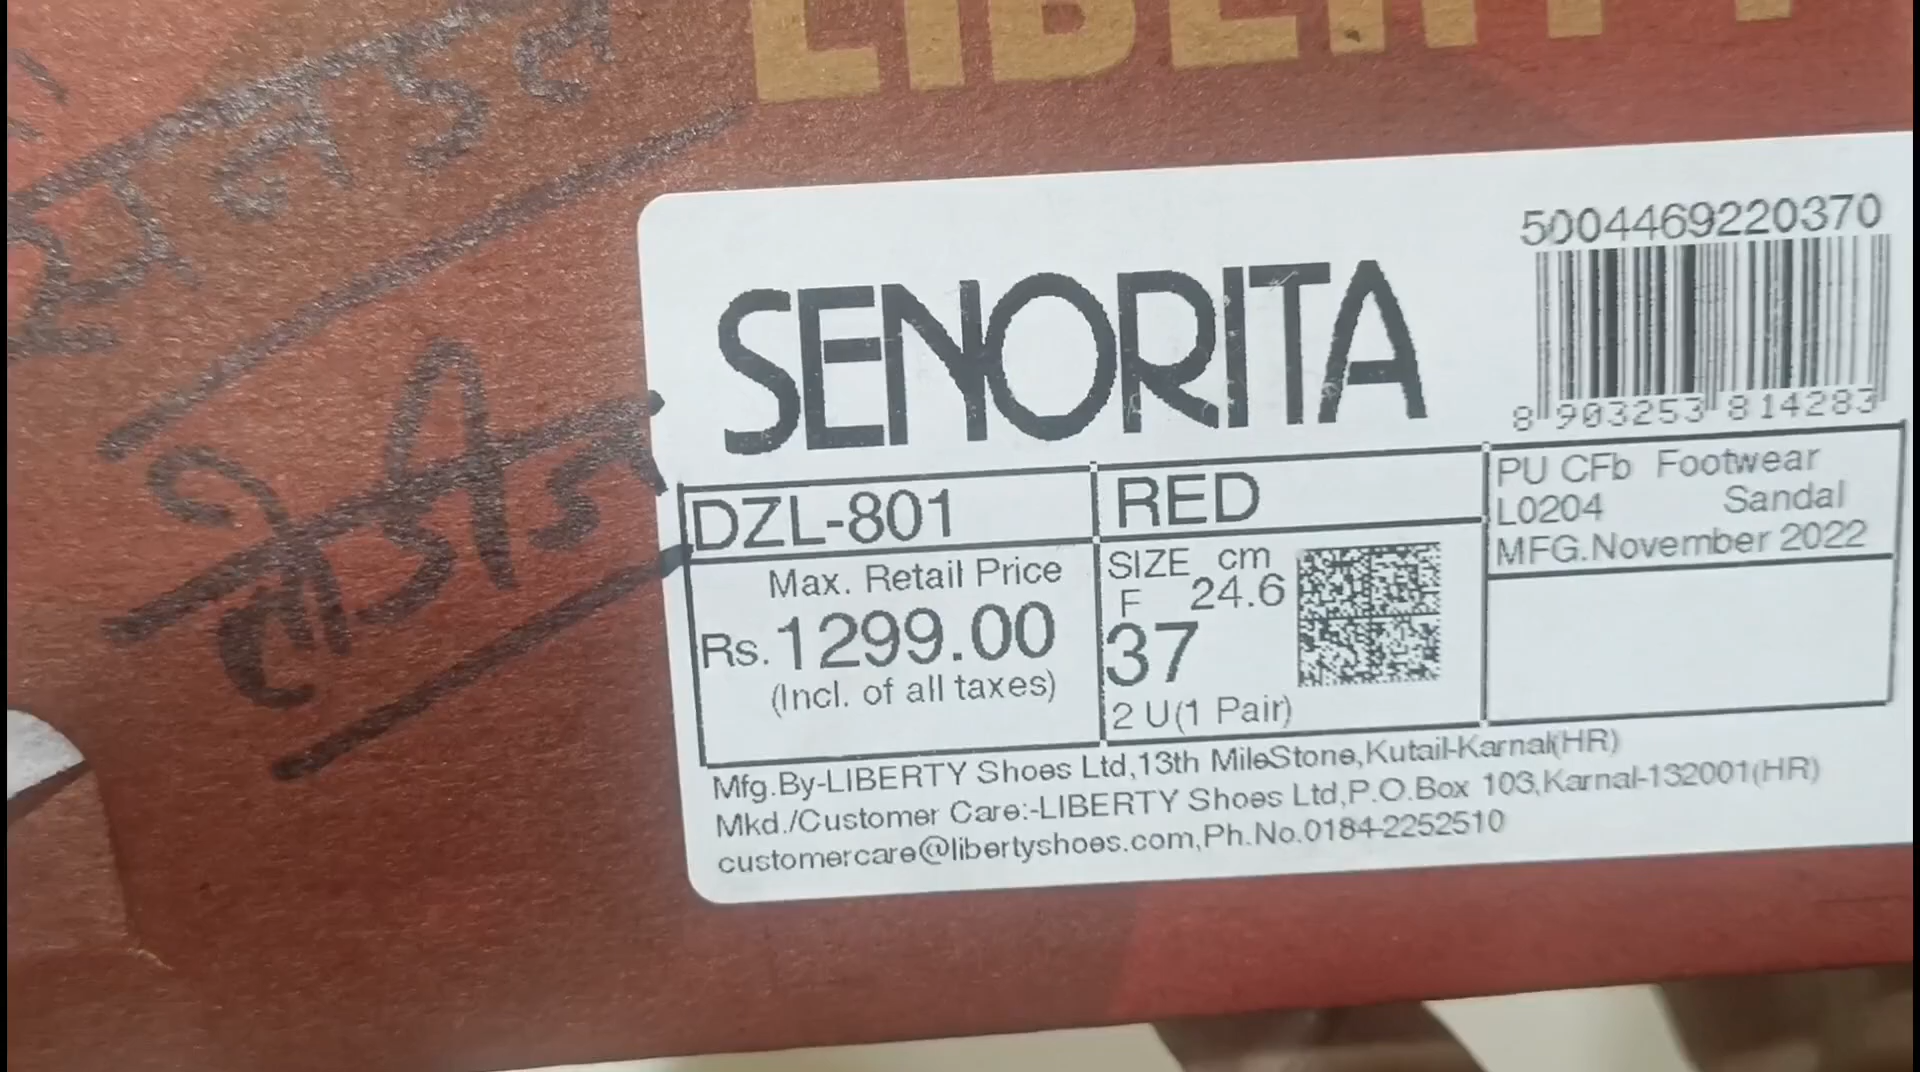 LIBERTY
5004469220370
SENORITA
8 903253 814283
DZL-801
RED
PU CFb Footwear
L0204 Sandal
MFG.November 2022
Max. Retail Price
Rs.1299.00
(Incl. of all taxes)
SIZE cm
F 24.6
37
2 U(1 Pair)
Mfg.By-LIBERTY Shoes Ltd,13th MileStone,Kutail-Karnal(HR)
Mkd./Customer Care:-LIBERTY Shoes Ltd,P.O.Box 103,Karnal-132001(HR)
customercare@libertyshoes.com,Ph.No.0184-2252510